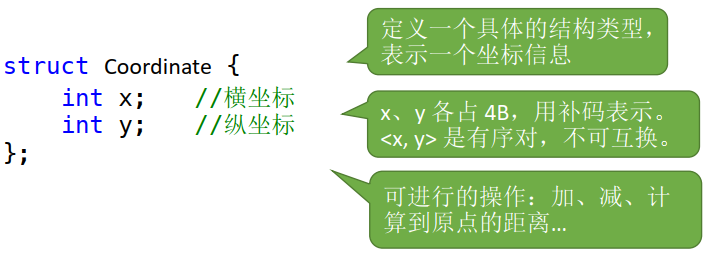 struct Coordinate {
int x; //横坐标
int y; //纵坐标
};
定义一个具体的结构类型，
表示一个坐标信息
x、y 各占 4B，用补码表示。
<x, y> 是有序对，不可互换。
可进行的操作：加、减、计
算到原点的距离...